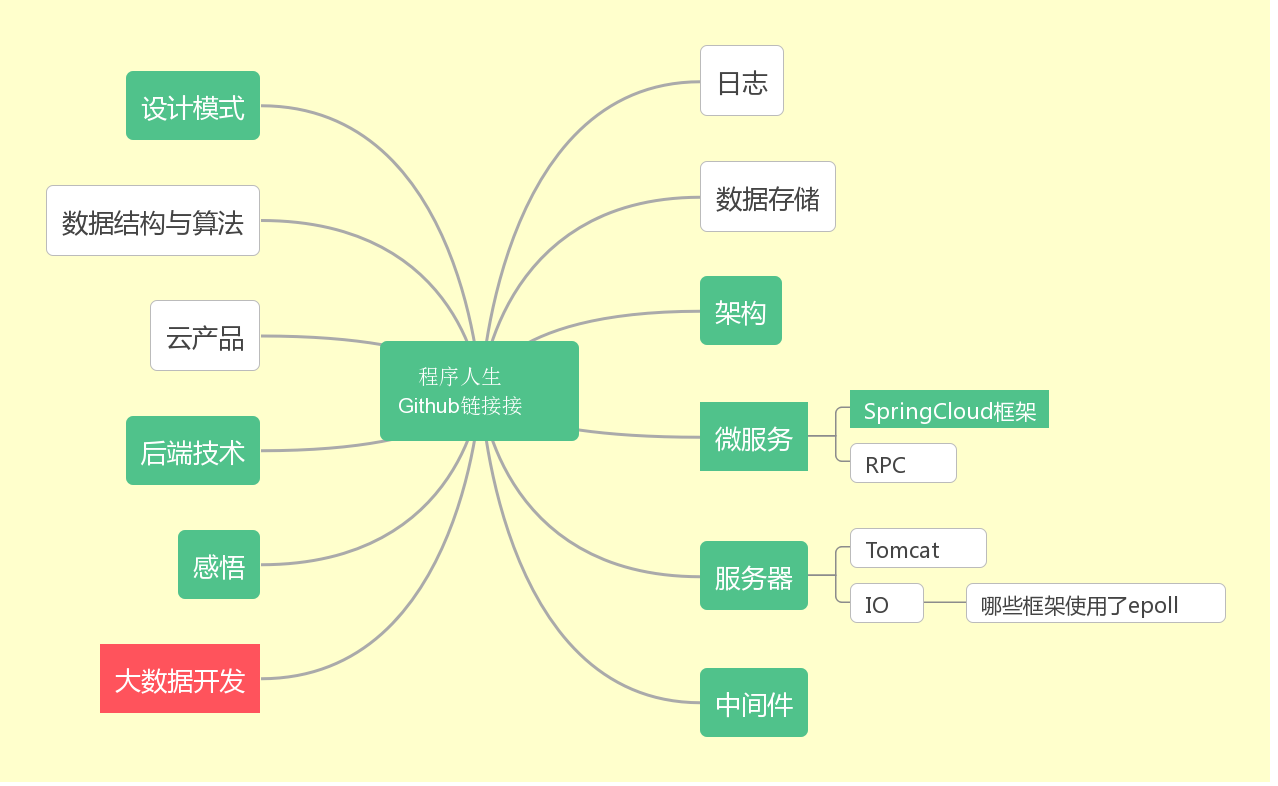 设计模式
数据结构与算法
云产品
后端技术
感悟
大数据开发
程序人生
Github链接接
日志
数据存储
架构
微服务
SpringCloud框架
RPC
服务器
Tomcat
IO
哪些框架使用了epoll
中间件